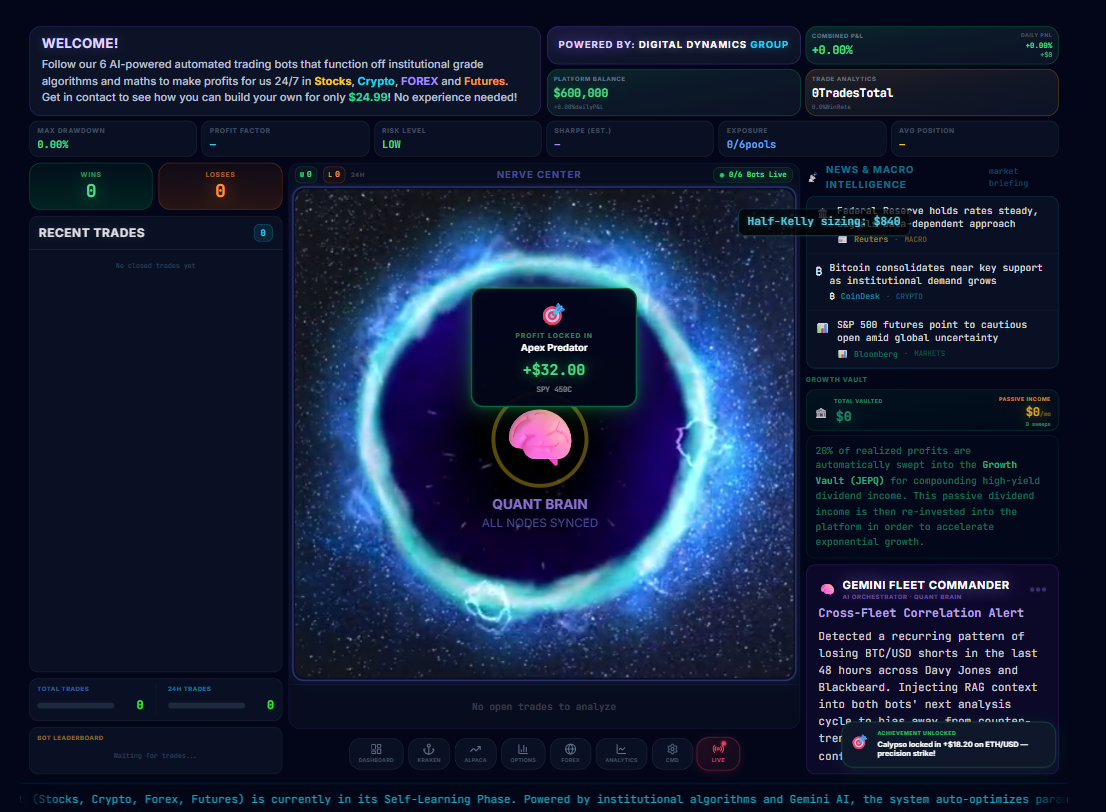 WELCOME!
Follow our 6 AI-powered automated trading bots that function off institutional grade
algorithms and maths to make profits for us 24/7 in Stocks, Crypto, FOREX and Futures.
Get in contact to see how you can build your own for only $24.99! No experience needed!
POWERED BY: DIGITAL DYNAMICS GROUP
PLATFORM BALANCE
$600,000
+0.00%dailyP&L
COMBINED P&L
+0.00%
DAILY PNL
+0.00%
+$0
TRADE ANALYTICS
0TradesTotal
0.0%WinRate
MAX DRAWDOWN
0.00%
PROFIT FACTOR
—
RISK LEVEL
LOW
SHARPE (EST.)
—
EXPOSURE
0/6pools
AVG POSITION
—
WINS
0
LOSSES
0
RECENT TRADES
0
No closed trades yet
TOTAL TRADES
0
24H TRADES
0
BOT LEADERBOARD
Waiting for trades...
W 0
L 0
24H
NERVE CENTER
0/6 Bots Live
PROFIT LOCKED IN
Apex Predator
+$32.00
SPY 450C
QUANT BRAIN
ALL NODES SYNCED
No open trades to analyze
DASHBOARD
KRAKEN
ALPACA
OPTIONS
FOREX
ANALYTICS
CMD
LIVE
NEWS & MACRO
INTELLIGENCE
market
briefing
Half-Kelly sizing: $840
Federal Reserve holds rates steady,
-dependent approach
Reuters · MACRO
Bitcoin consolidates near key support
as institutional demand grows
CoinDesk · CRYPTO
S&P 500 futures point to cautious
open amid global uncertainty
Bloomberg · MARKETS
GROWTH VAULT
TOTAL VAULTED
$0
PASSIVE INCOME
$0/mo
0 sweeps
20% of realized profits are
automatically swept into the Growth
Vault (JEPQ) for compounding high-yield
dividend income. This passive dividend
income is then re-invested into the
platform in order to accelerate
exponential growth.
GEMINI FLEET COMMANDER
AI ORCHESTRATOR · QUANT BRAIN
Cross-Fleet Correlation Alert
Detected a recurring pattern of
losing BTC/USD shorts in the last
48 hours across Davy Jones and
Blackbeard. Injecting RAG context
into both bots' next analysis
cycle to bias away from counter-
ACHIEVEMENT UNLOCKED
Calypso locked in +$18.20 on ETH/USD —
precision strike!
(Stocks, Crypto, Forex, Futures) is currently in its Self-Learning Phase. Powered by institutional algorithms and Gemini AI, the system auto-optimizes